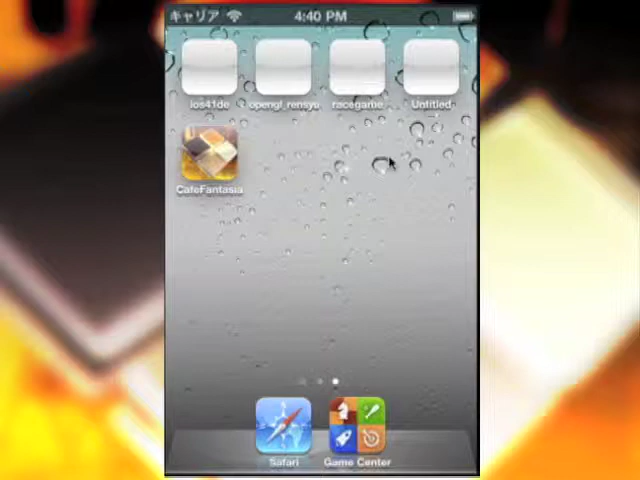 キャリア 4:40 PM
ios41de opengl_rensyu racegame Untitled
CafeFantasia
Safari Game Center